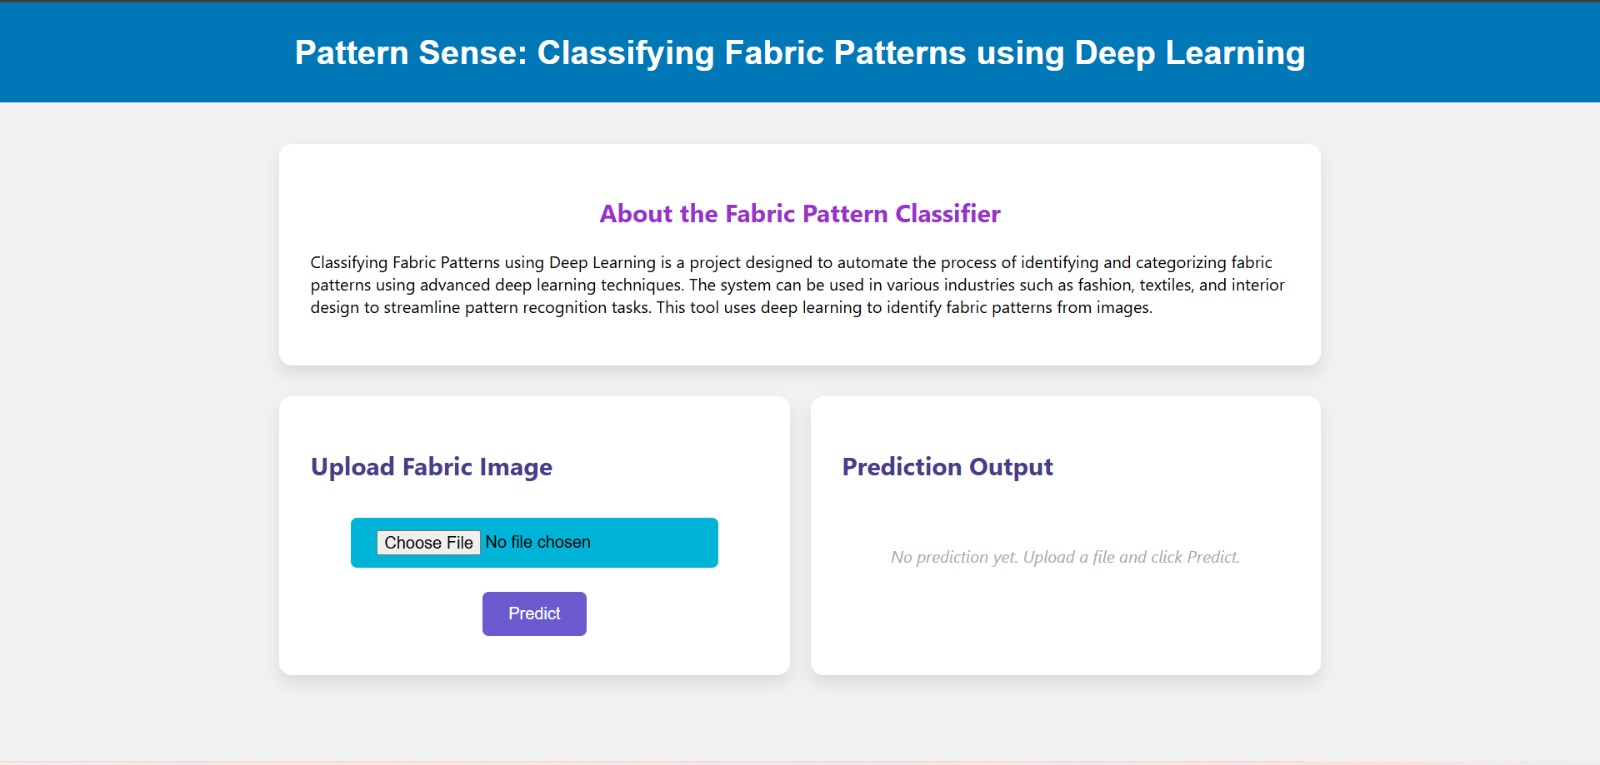 Pattern Sense: Classifying Fabric Patterns using Deep Learning
About the Fabric Pattern Classifier
Classifying Fabric Patterns using Deep Learning is a project designed to automate the process of identifying and categorizing fabric
patterns using advanced deep learning techniques. The system can be used in various industries such as fashion, textiles, and interior
design to streamline pattern recognition tasks. This tool uses deep learning to identify fabric patterns from images.
Upload Fabric Image
Choose File No file chosen
Predict
Prediction Output
No prediction yet. Upload a file and click Predict.